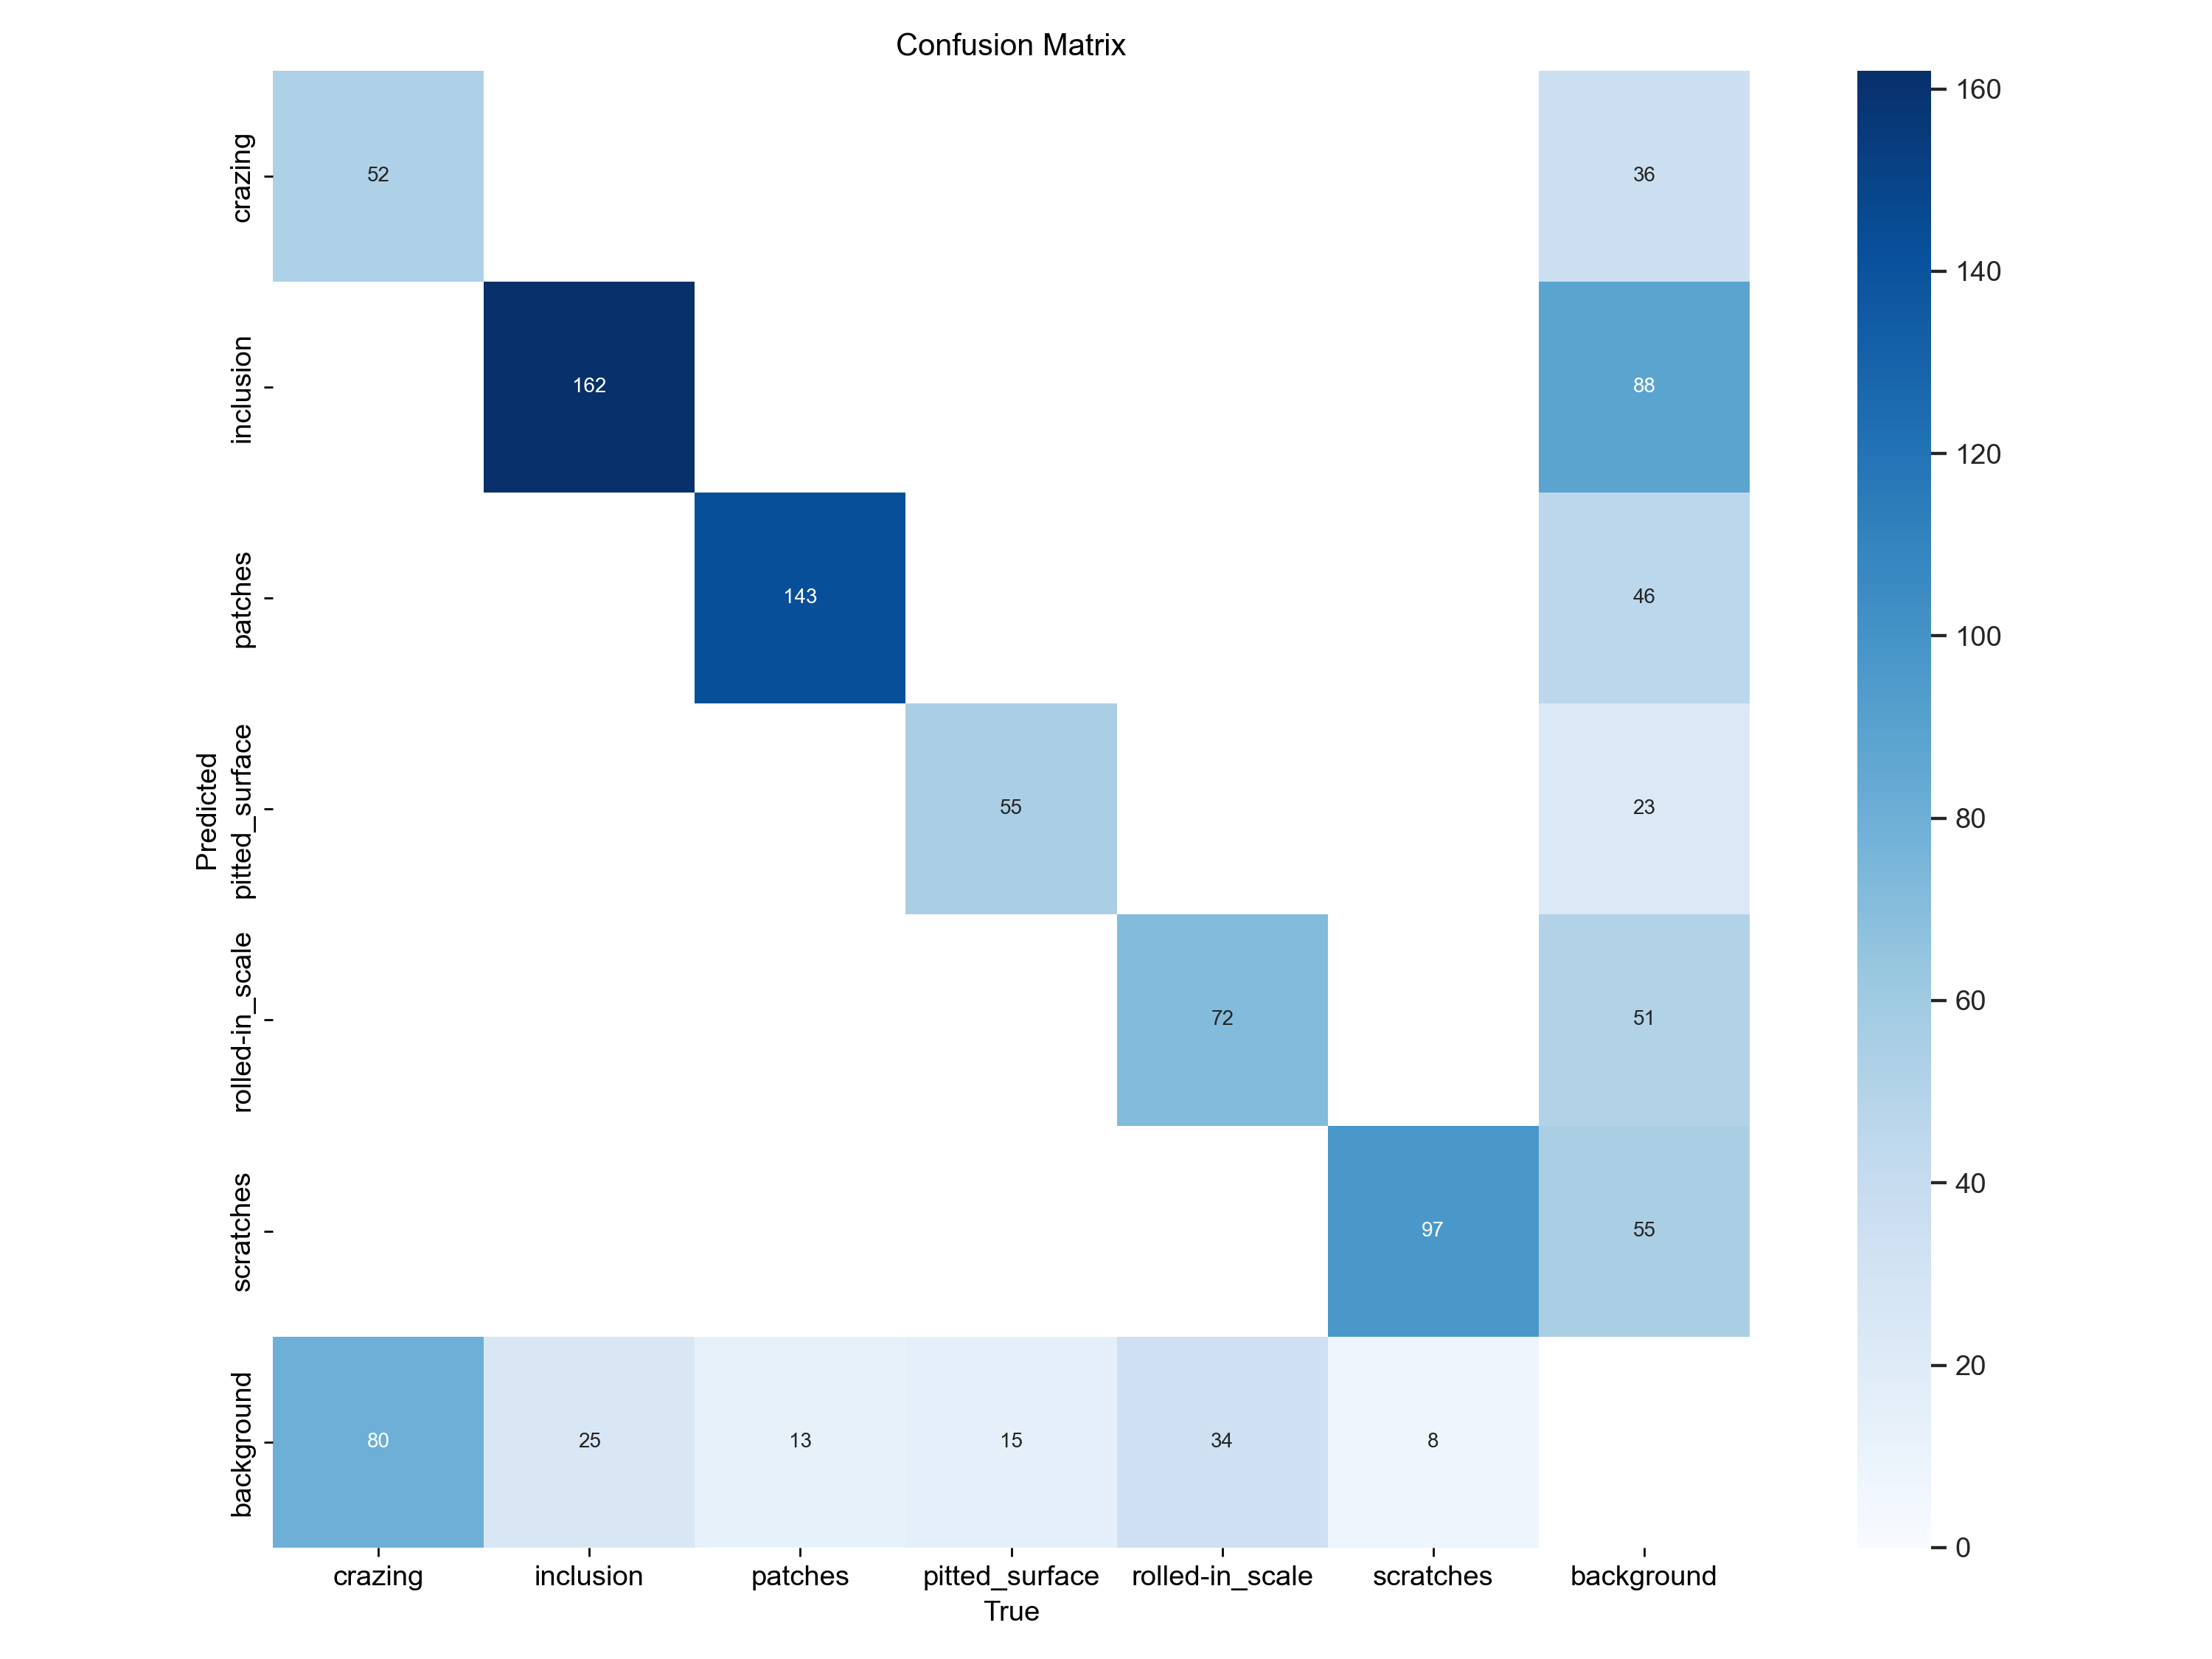 Confusion Matrix
Predicted
crazing
52
36
inclusion
162
88
patches
143
46
pitted_surface
55
23
rolled-in_scale
72
51
scratches
97
55
background
80
25
13
15
34
8
crazing
inclusion
patches
pitted_surface
rolled-in_scale
scratches
background
True
160
140
120
100
80
60
40
20
0